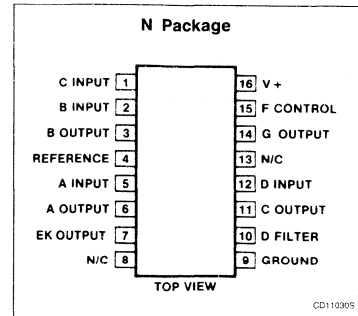 N Package
C INPUT 1
B INPUT 2
B OUTPUT 3
REFERENCE 4
A INPUT 5
A OUTPUT 6
EK OUTPUT 7
N/C 8
16 V +
15 F CONTROL
14 G OUTPUT
13 N/C
12 D INPUT
11 C OUTPUT
10 D FILTER
9 GROUND
TOP VIEW
CD11030S